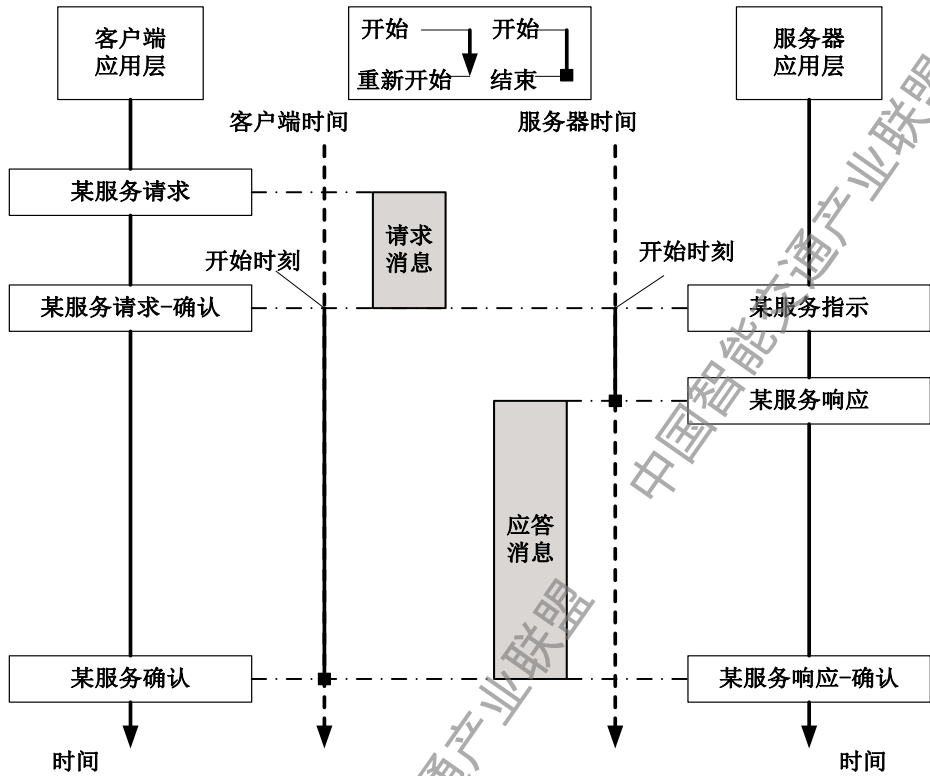 客户端
应用层
开始
开始
重新开始
结束
服务器
应用层
客户端时间
服务器时间
某服务请求
请求
消息
开始时刻
开始时刻
某服务请求-确认
某服务指示
某服务响应
应答
消息
某服务确认
某服务响应-确认
时间
时间
中国智能交通产业联盟
通产业联盟